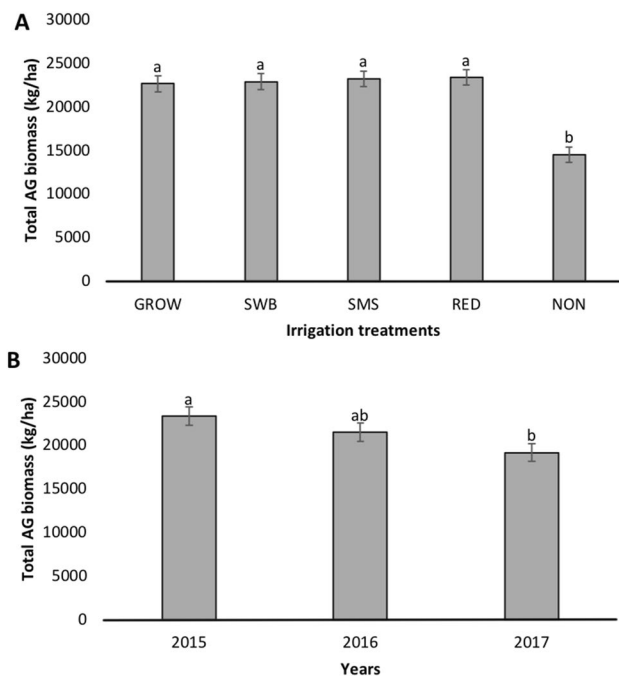 A
30000
25000
20000
15000
10000
5000
0
Total AG biomass (kg/ha)
a a a a b
GROW SWB SMS RED NON
Irrigation treatments
B
30000
25000
20000
15000
10000
5000
0
Total AG biomass (kg/ha)
a ab b
2015 2016 2017
Years